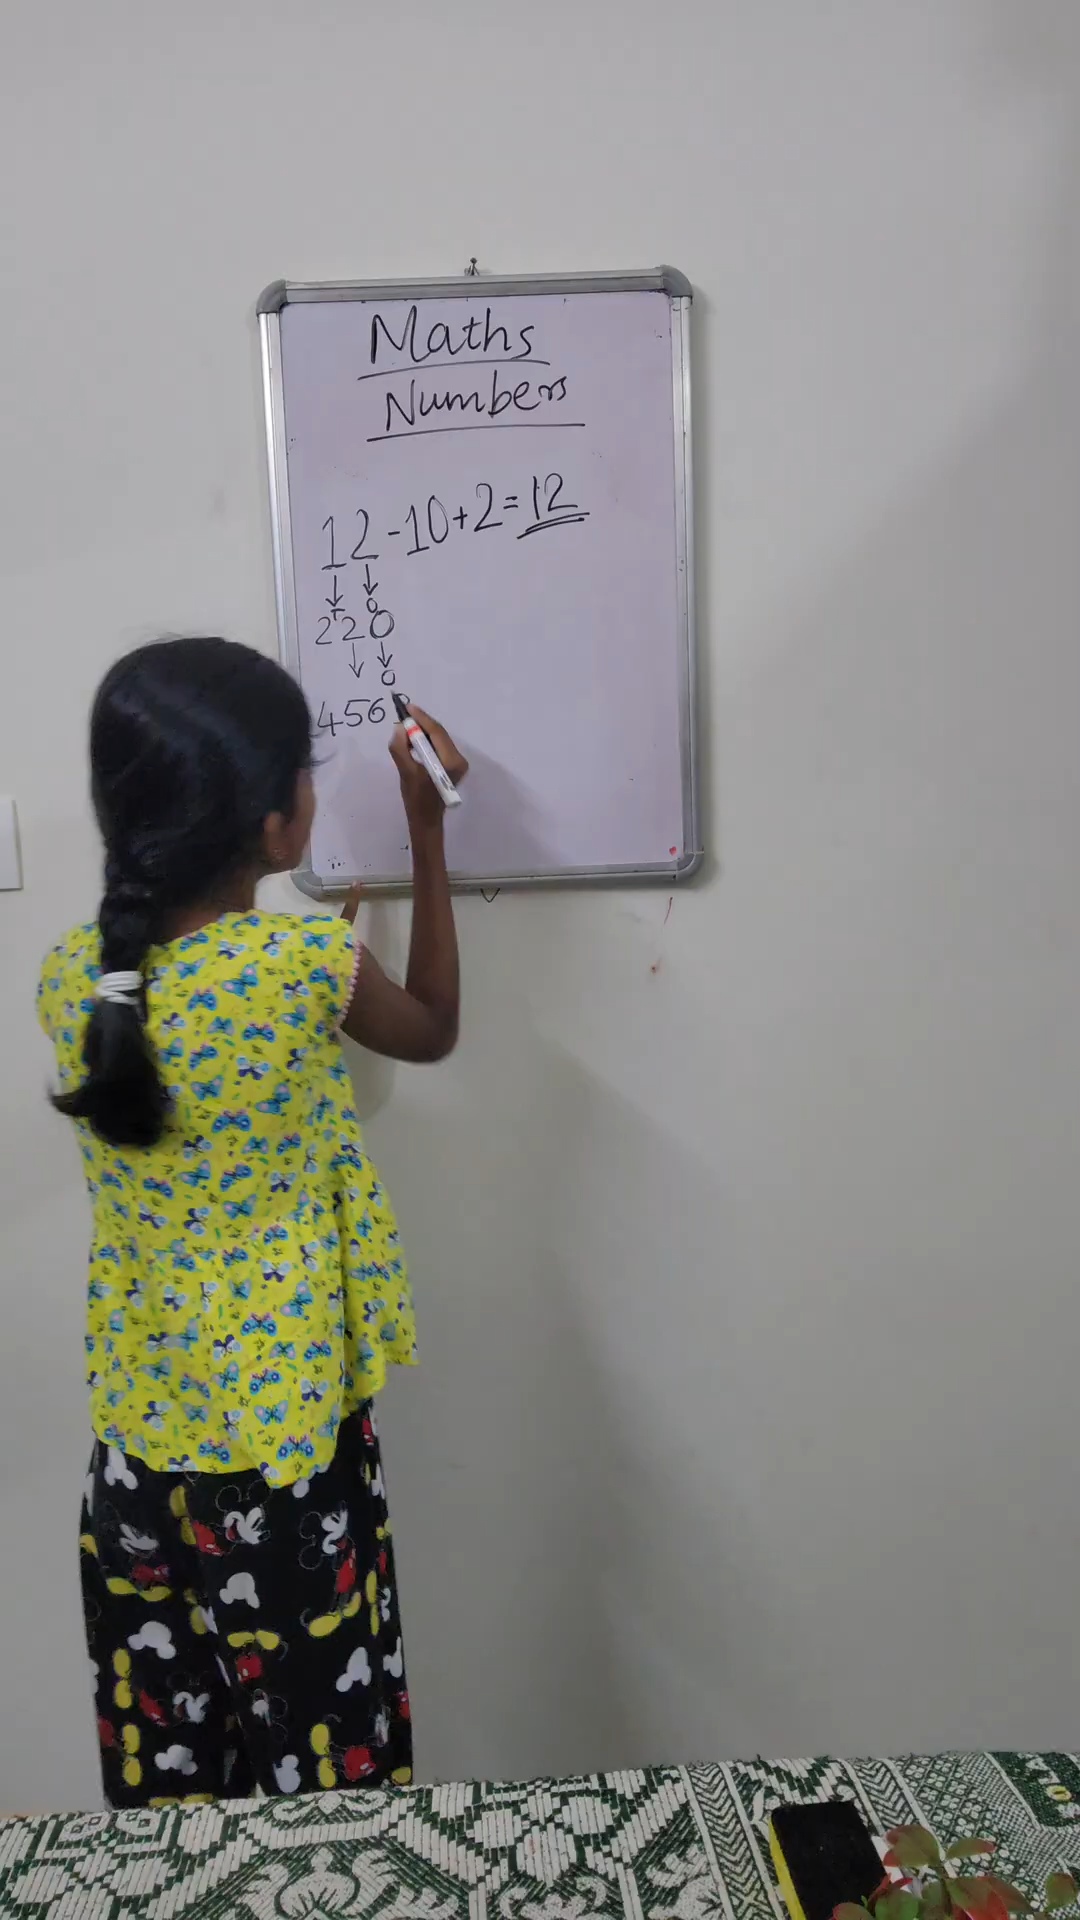 Maths
Numbers
12-10+2=12
↓ ↓
T O
220
↓ ↓
O
456